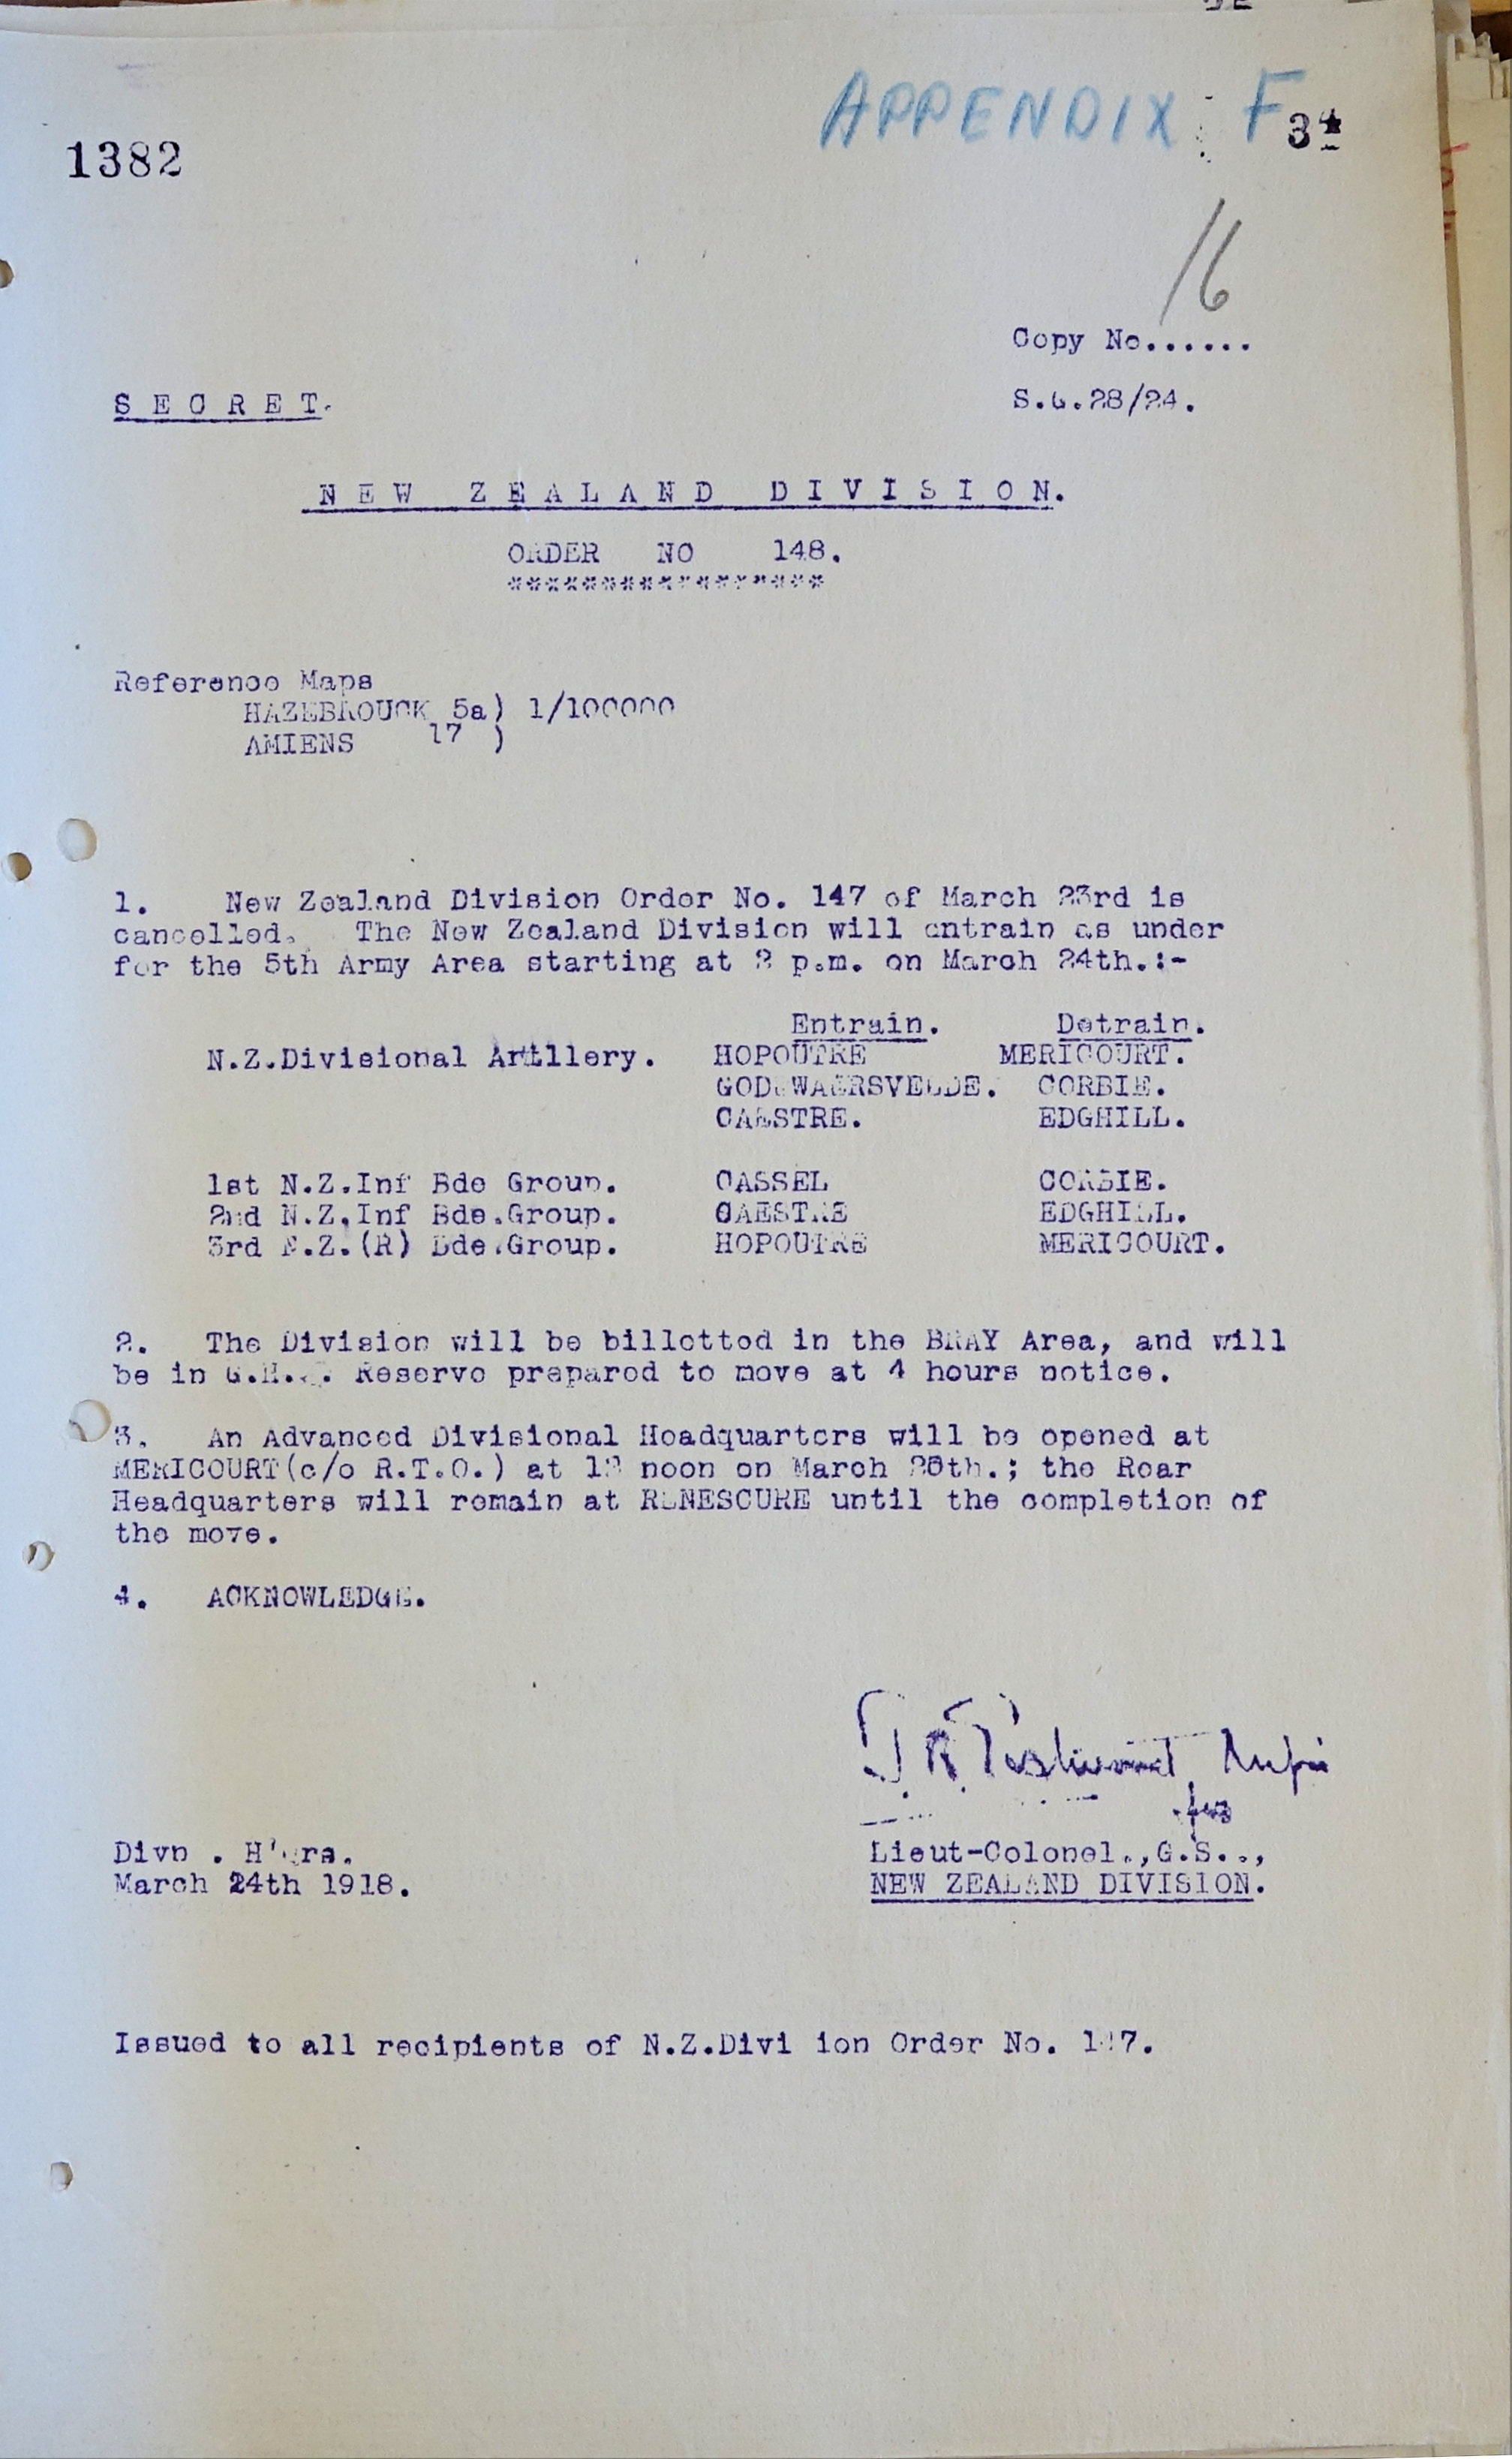 APPENDIX F
34
1382
16
Copy No......
SECRET.
S.G.28/24.
NEW ZEALAND DIVISION.
ORDER NO 148.
*****************
Reference Maps
HAZEBROUCK 5a) 1/100000
AMIENS 17 )
1. New Zealand Division Order No. 147 of March 23rd is
cancelled. The New Zealand Division will entrain as under
for the 5th Army Area starting at 2 p.m. on March 24th.:-
Entrain. Detrain.
N.Z.Divisional Artillery. HOPOUTRE MERICOURT.
GODEWAERSVELDE. CORBIE.
CAESTRE. EDGHILL.
1st N.Z.Inf Bde Group. CASSEL CORBIE.
2nd N.Z.Inf Bde.Group. CAESTRE EDGHILL.
3rd N.Z.(R) Bde.Group. HOPOUTRE MERICOURT.
2. The Division will be billetted in the BRAY Area, and will
be in G.H.Q. Reserve prepared to move at 4 hours notice.
3. An Advanced Divisional Headquarters will be opened at
MERICOURT(c/o R.T.O.) at 12 noon on March 25th.; the Rear
Headquarters will remain at RENESCURE until the completion of
the move.
4. ACKNOWLEDGE.
for
Divn . H'qrs. Lieut-Colonel.,G.S..,
March 24th 1918. NEW ZEALAND DIVISION.
Issued to all recipients of N.Z.Divi ion Order No. 147.